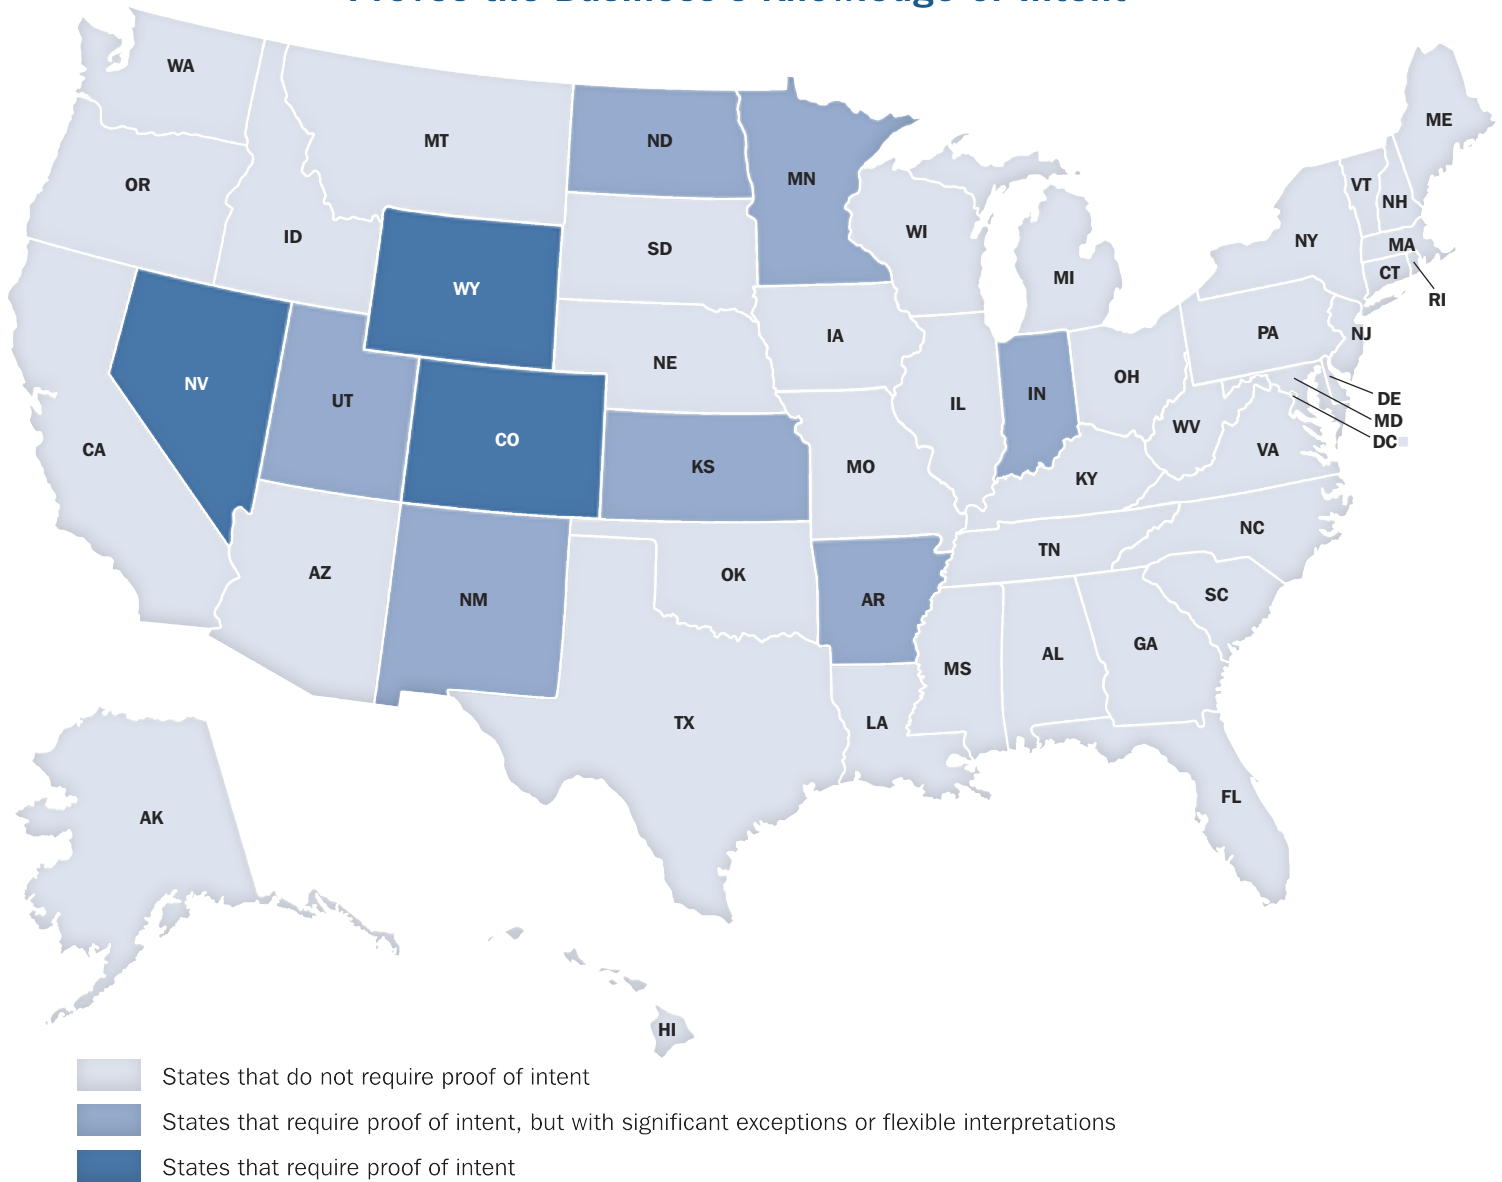 WA
MT
ND
MN
ME
OR
ID
SD
WI
MI
VT
NH
NY
MA
CT
RI
WY
IA
PA
NJ
NV
UT
CO
NE
IL
IN
OH
DE
MD
DC
CA
KS
MO
WV
VA
KY
NC
AZ
NM
OK
AR
TN
SC
MS
AL
GA
TX
LA
FL
AK
HI
States that do not require proof of intent
States that require proof of intent, but with significant exceptions or flexible interpretations
States that require proof of intent